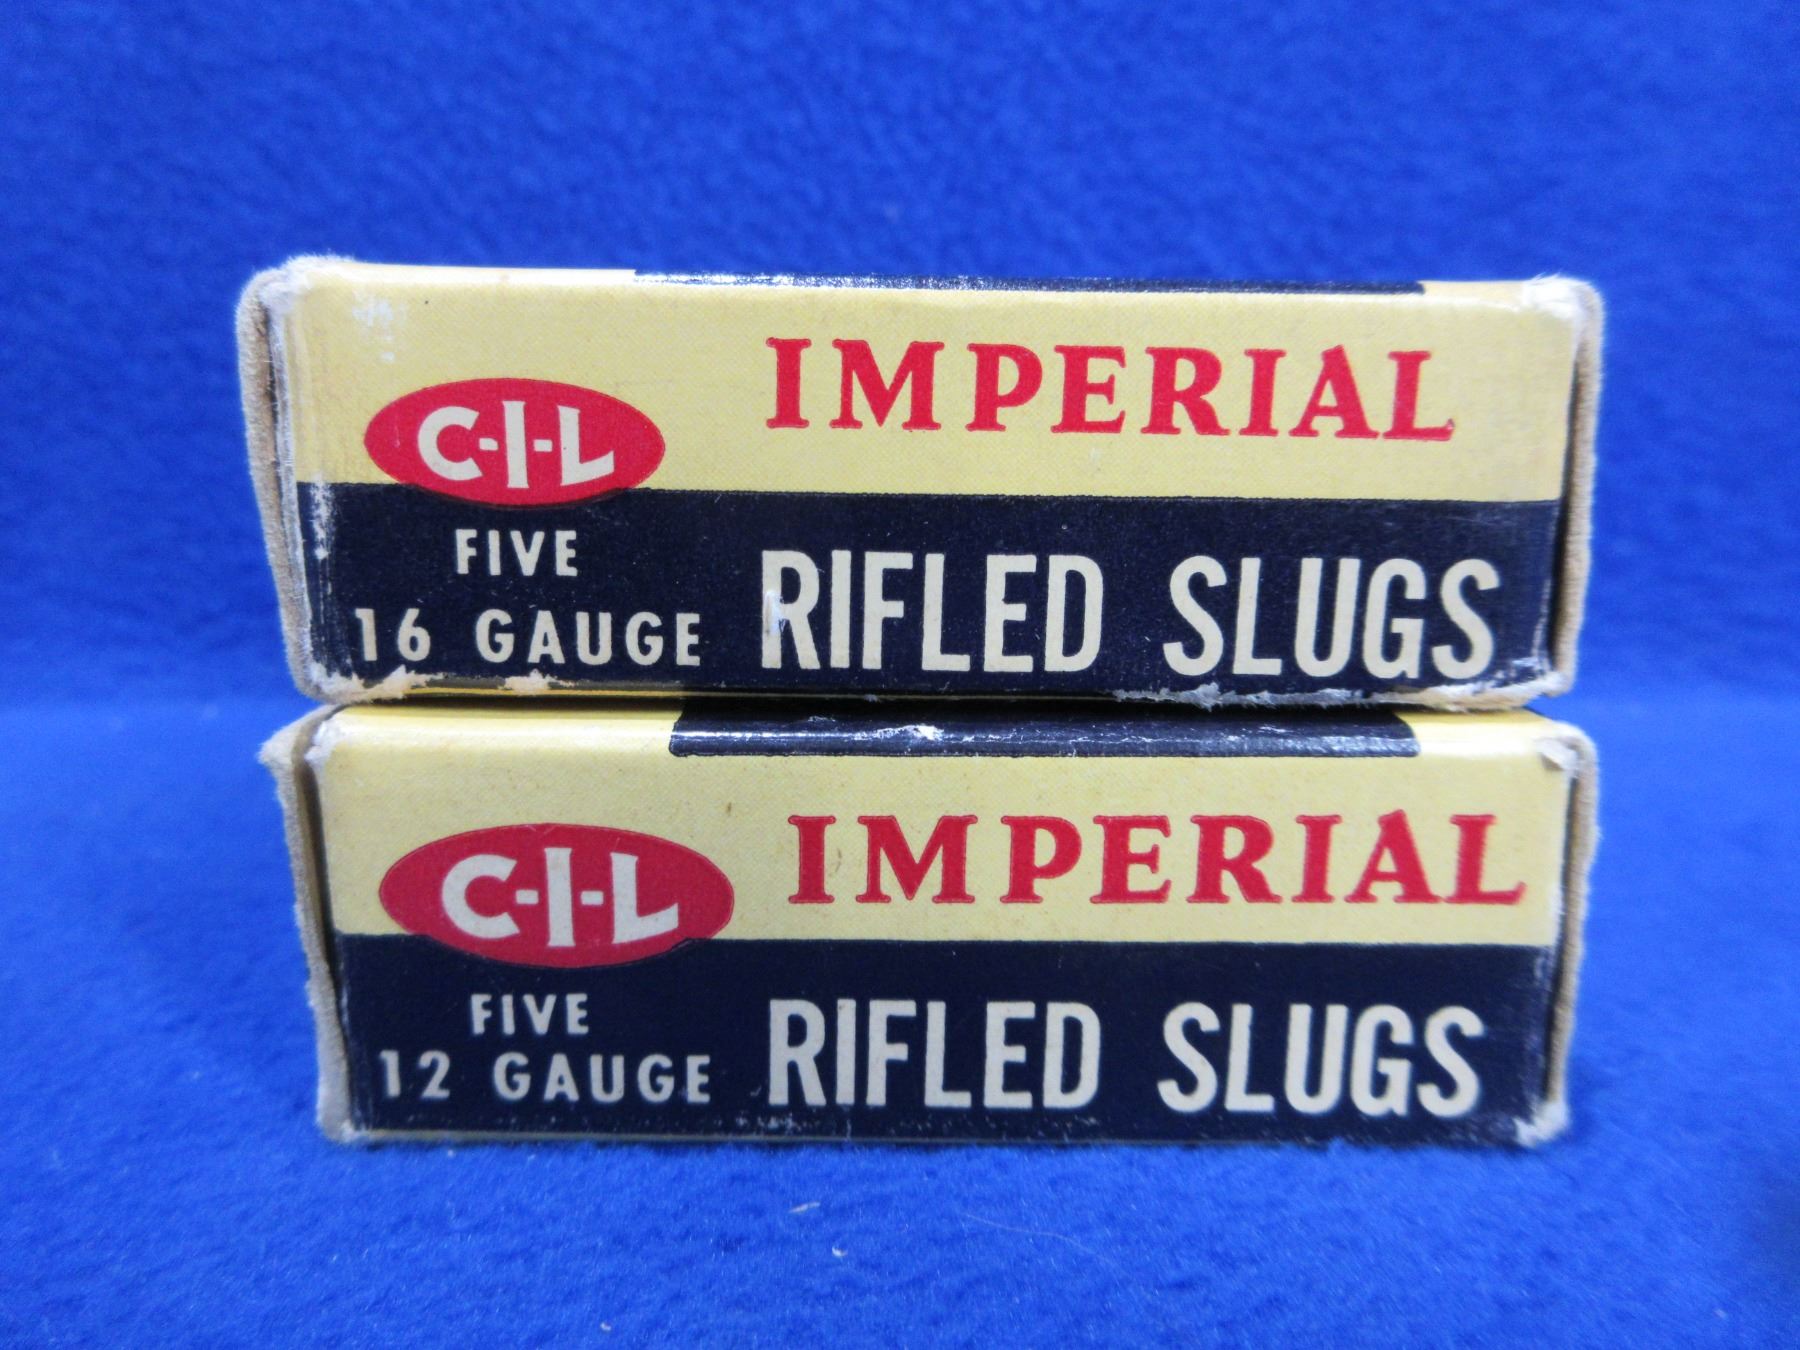 IMPERIAL
C-I-L
FIVE
16 GAUGE
RIFLED SLUGS
IMPERIAL
C-I-L
FIVE
12 GAUGE
RIFLED SLUGS